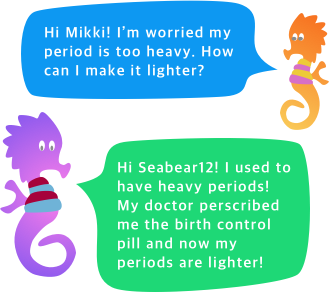 Hi Mikki! I'm worried my
period is too heavy. How
can I make it lighter?
Hi Seabear12! I used to
have heavy periods!
My doctor perscribed
me the birth control
pill and now my
periods are lighter!